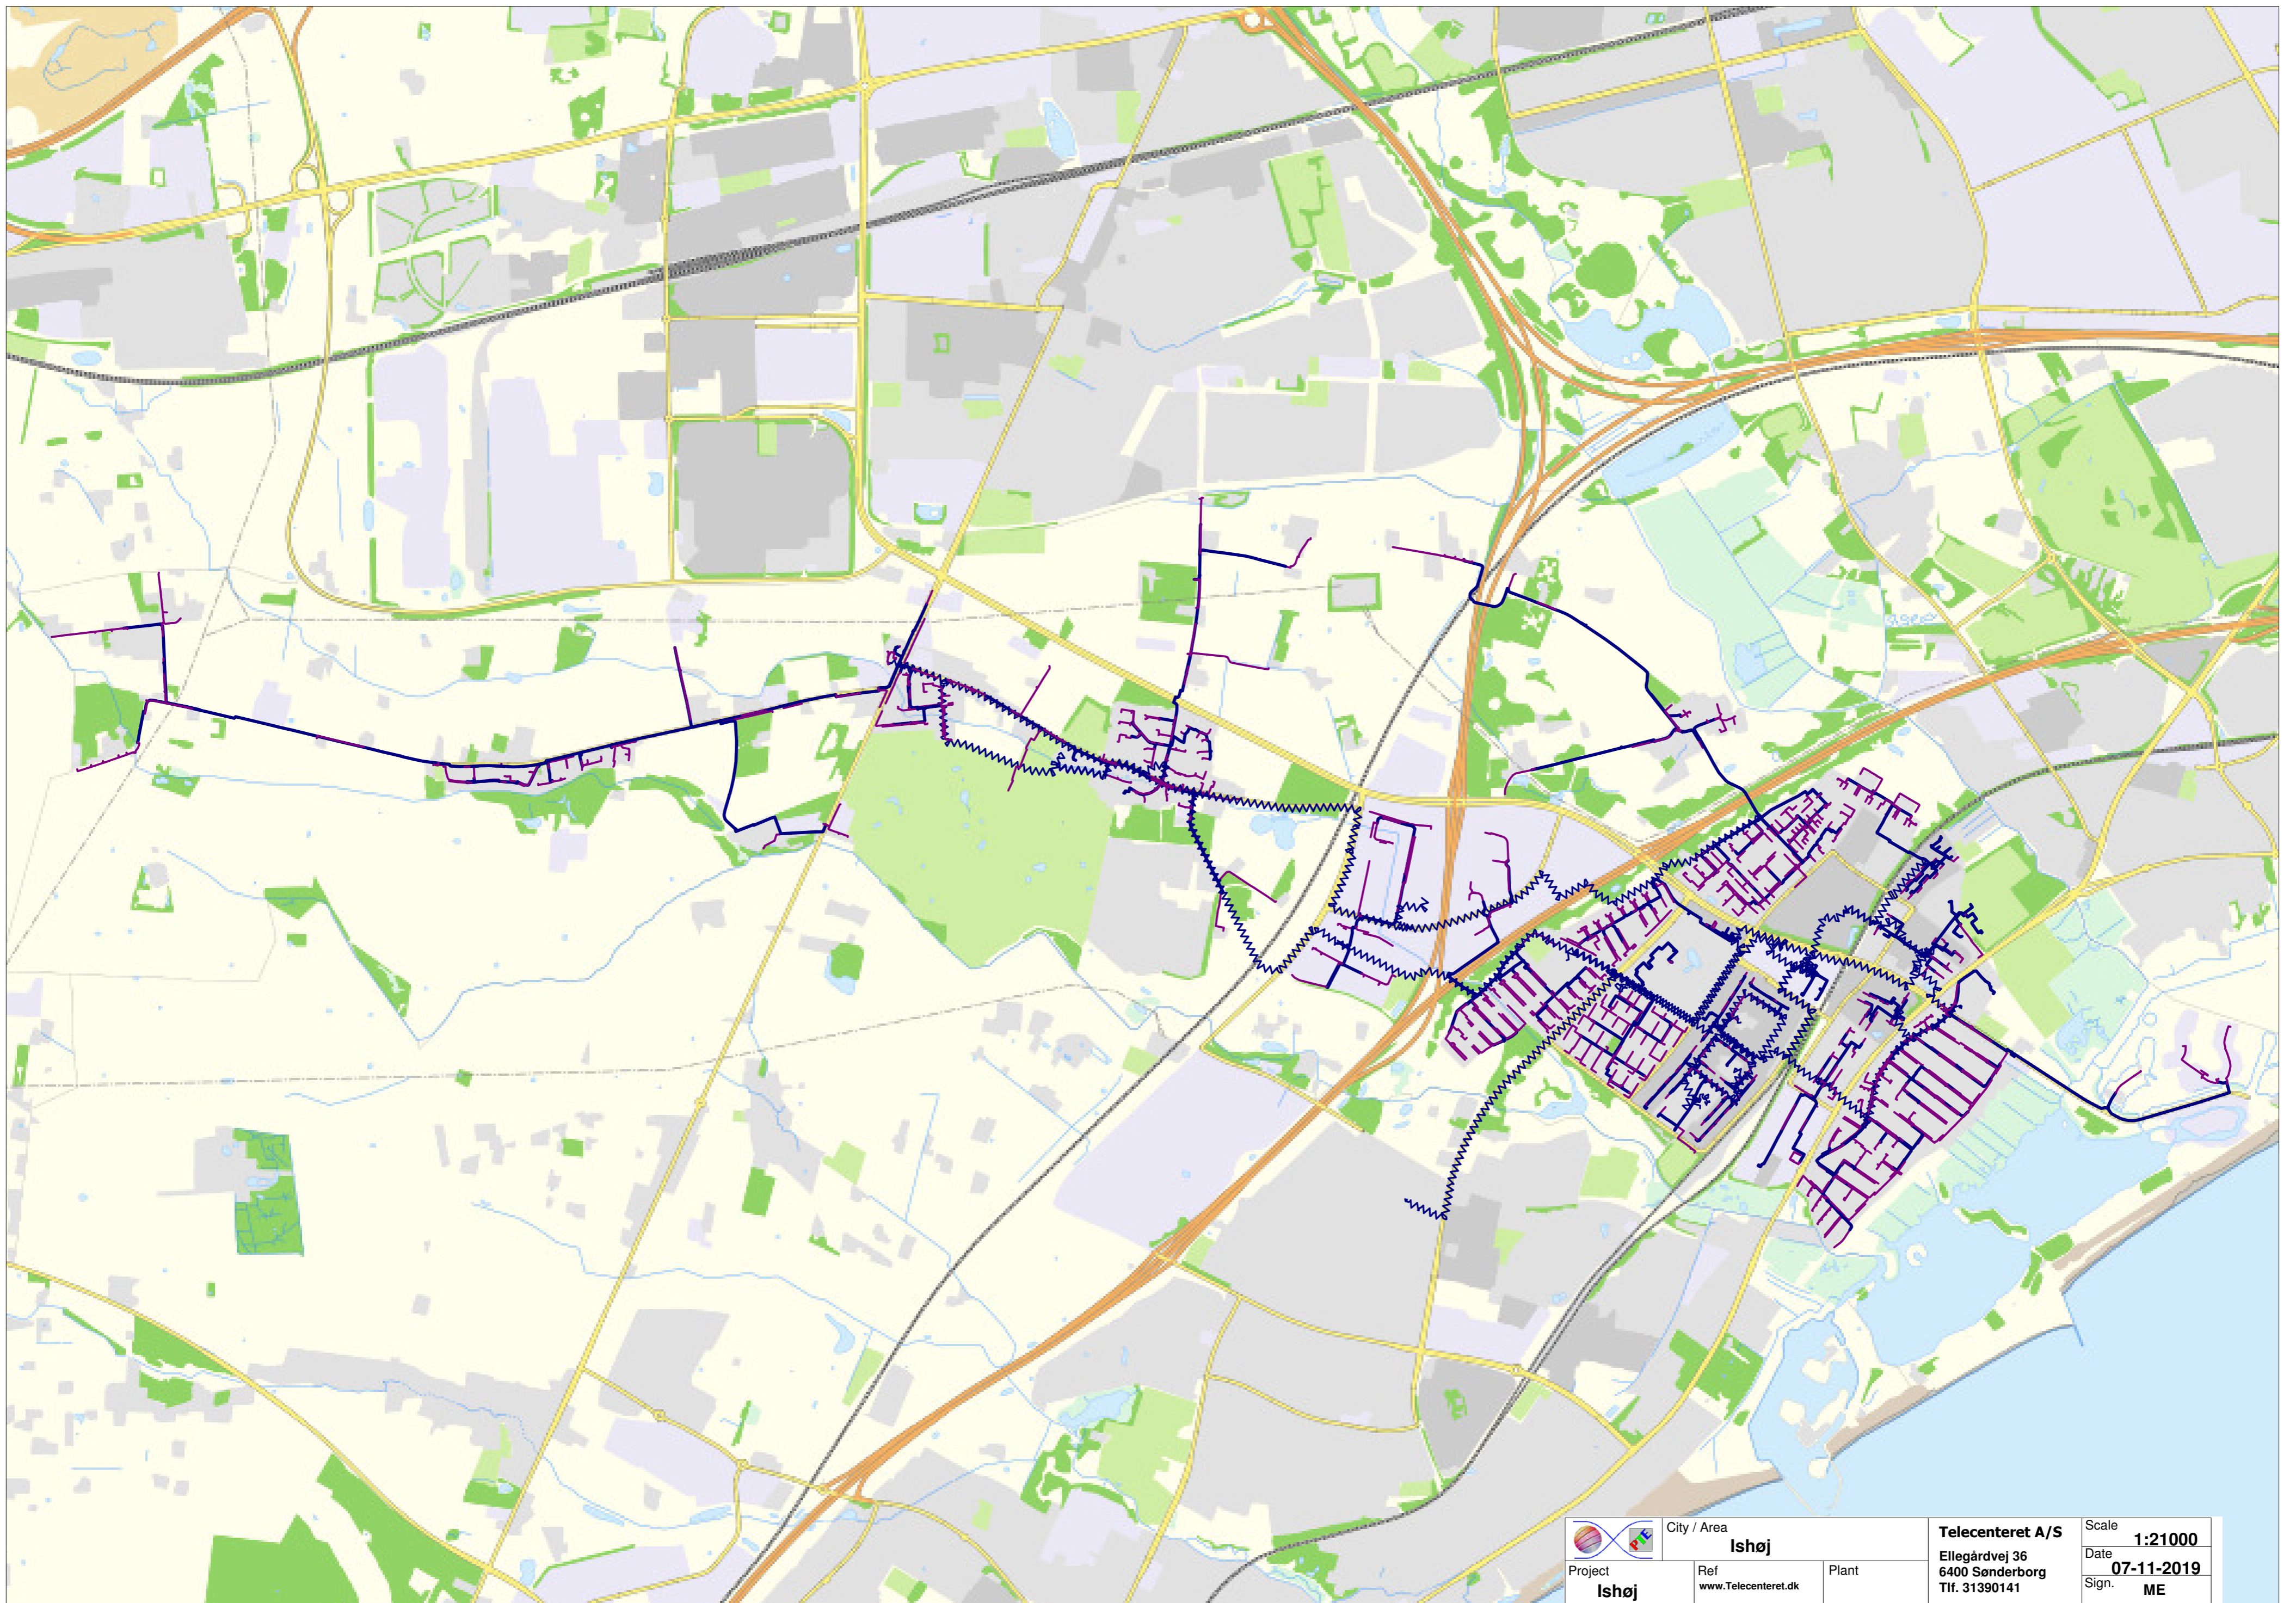 PTE
City / Area
Ishøj
Project
Ishøj
Ref
www.Telecenteret.dk
Plant
Telecenteret A/S
Ellegårdvej 36
6400 Sønderborg
Tlf. 31390141
Scale
1:21000
Date
07-11-2019
Sign.
ME